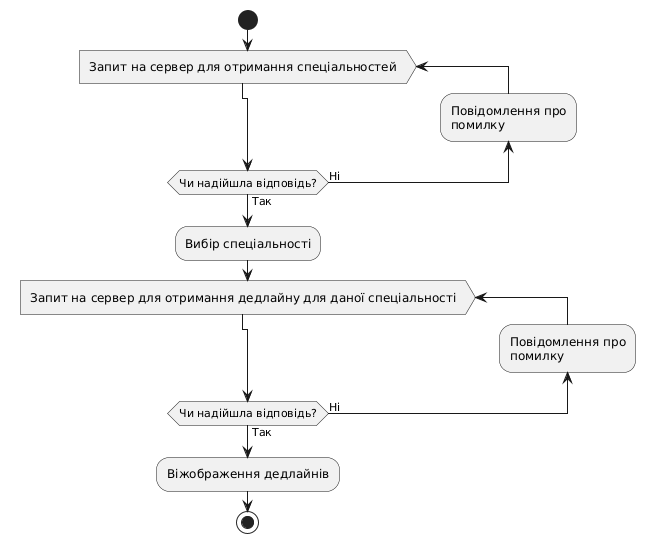 Запит на сервер для отримання спеціальностей
Повідомлення про
помилку
Чи надійшла відповідь?
Ні
Так
Вибір спеціальності
Запит на сервер для отримання дедлайну для даної спеціальності
Повідомлення про
помилку
Чи надійшла відповідь?
Ні
Так
Віжображення дедлайнів